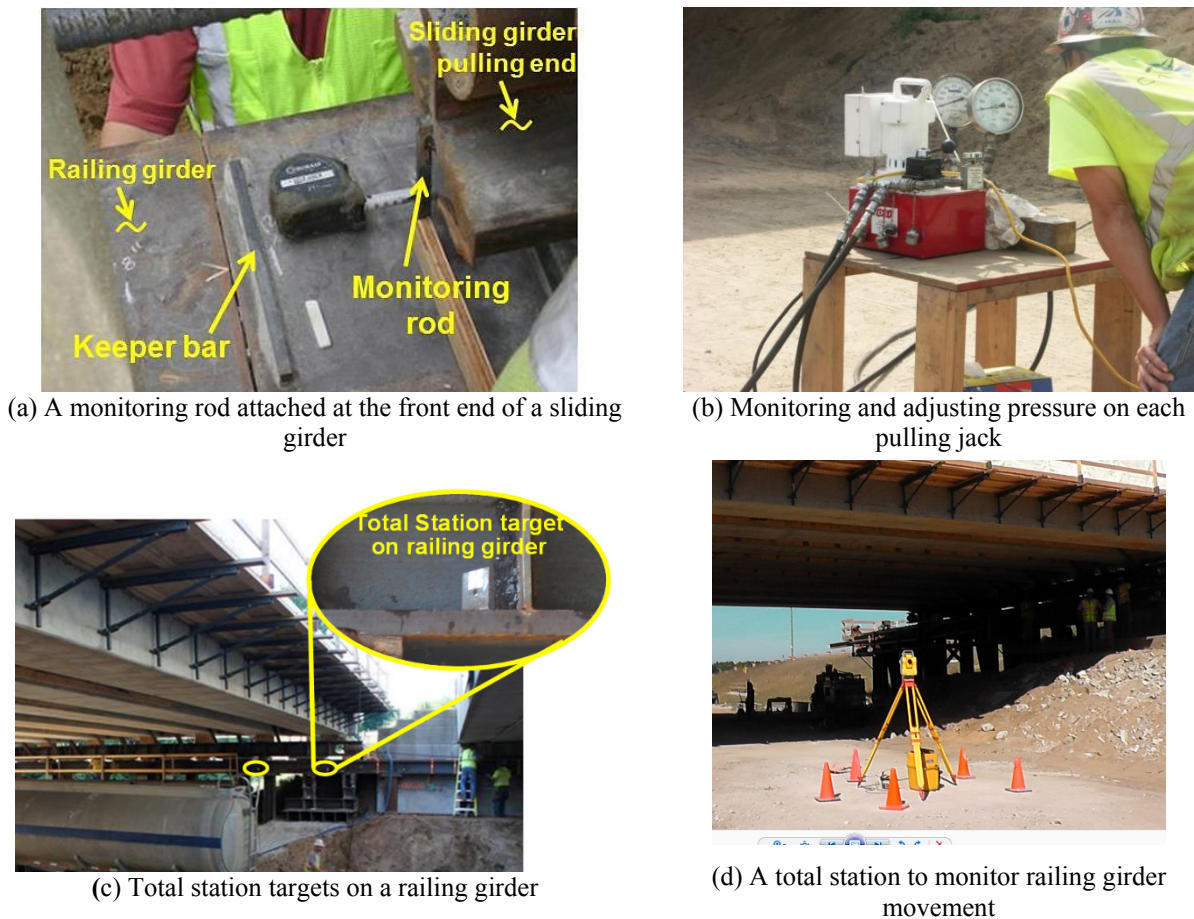 Sliding girder
pulling end
Railing girder
Monitoring
rod
Keeper bar
(a) A monitoring rod attached at the front end of a sliding
girder
(b) Monitoring and adjusting pressure on each
pulling jack
Total Station target
on railing girder
(c) Total station targets on a railing girder
(d) A total station to monitor railing girder
movement